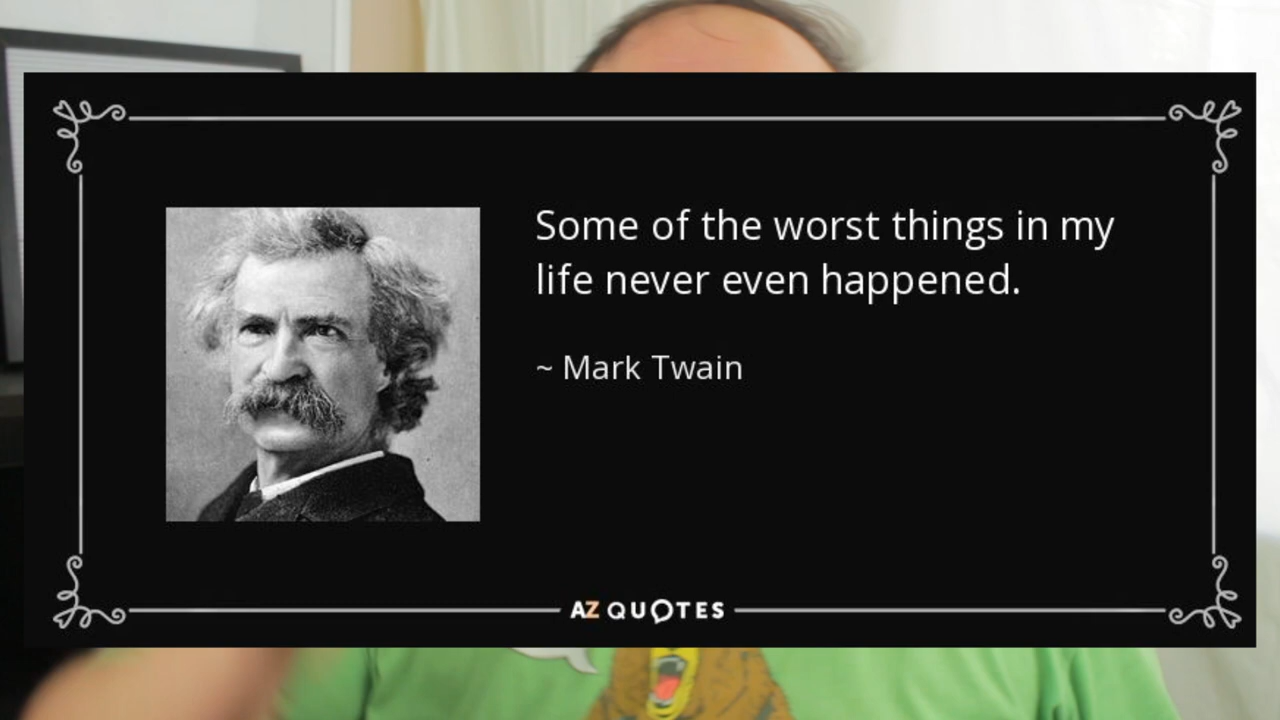 Some of the worst things in my
life never even happened.
~ Mark Twain
AZ QUOTES